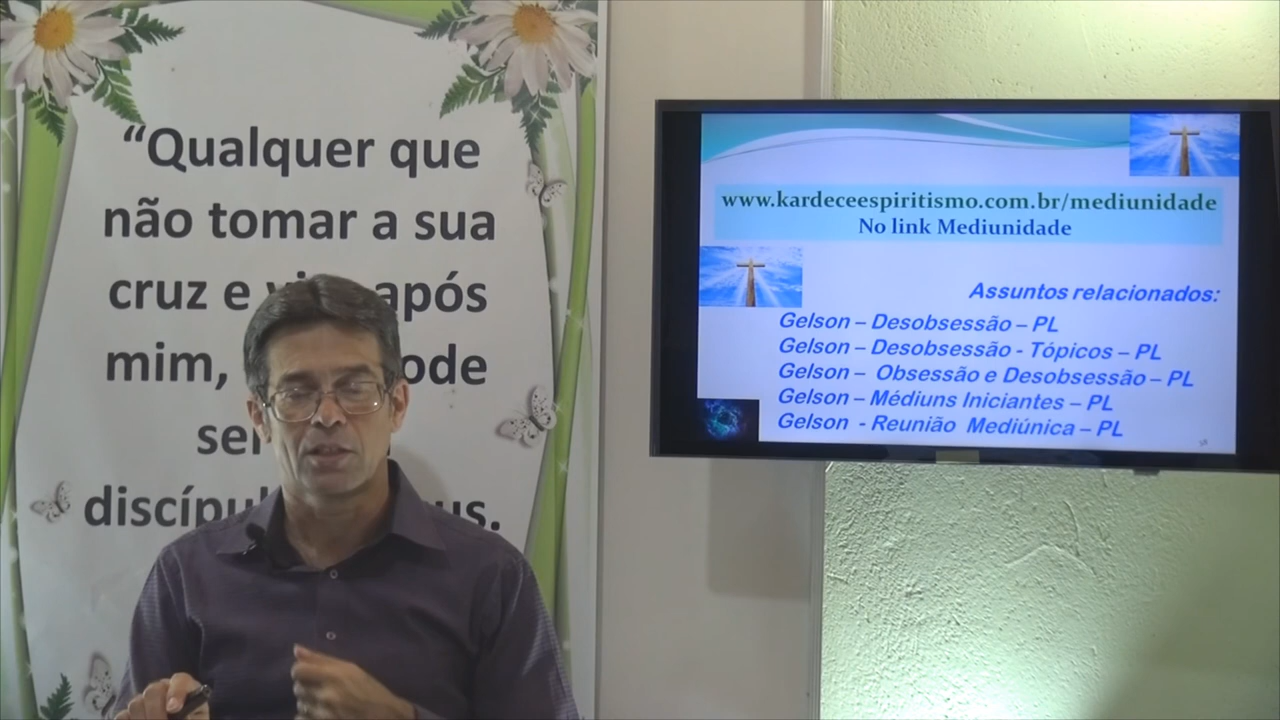 “Qualquer que
não tomar a sua
cruz e após
mim, ode
discípul us.
www.kardeceespiritismo.com.br/mediunidade
No link Mediunidade
Assuntos relacionados:
Gelson – Desobsessão – PL
Gelson – Desobsessão - Tópicos – PL
Gelson – Obsessão e Desobsessão – PL
Gelson – Médiuns Iniciantes – PL
Gelson - Reunião Mediúnica – PL